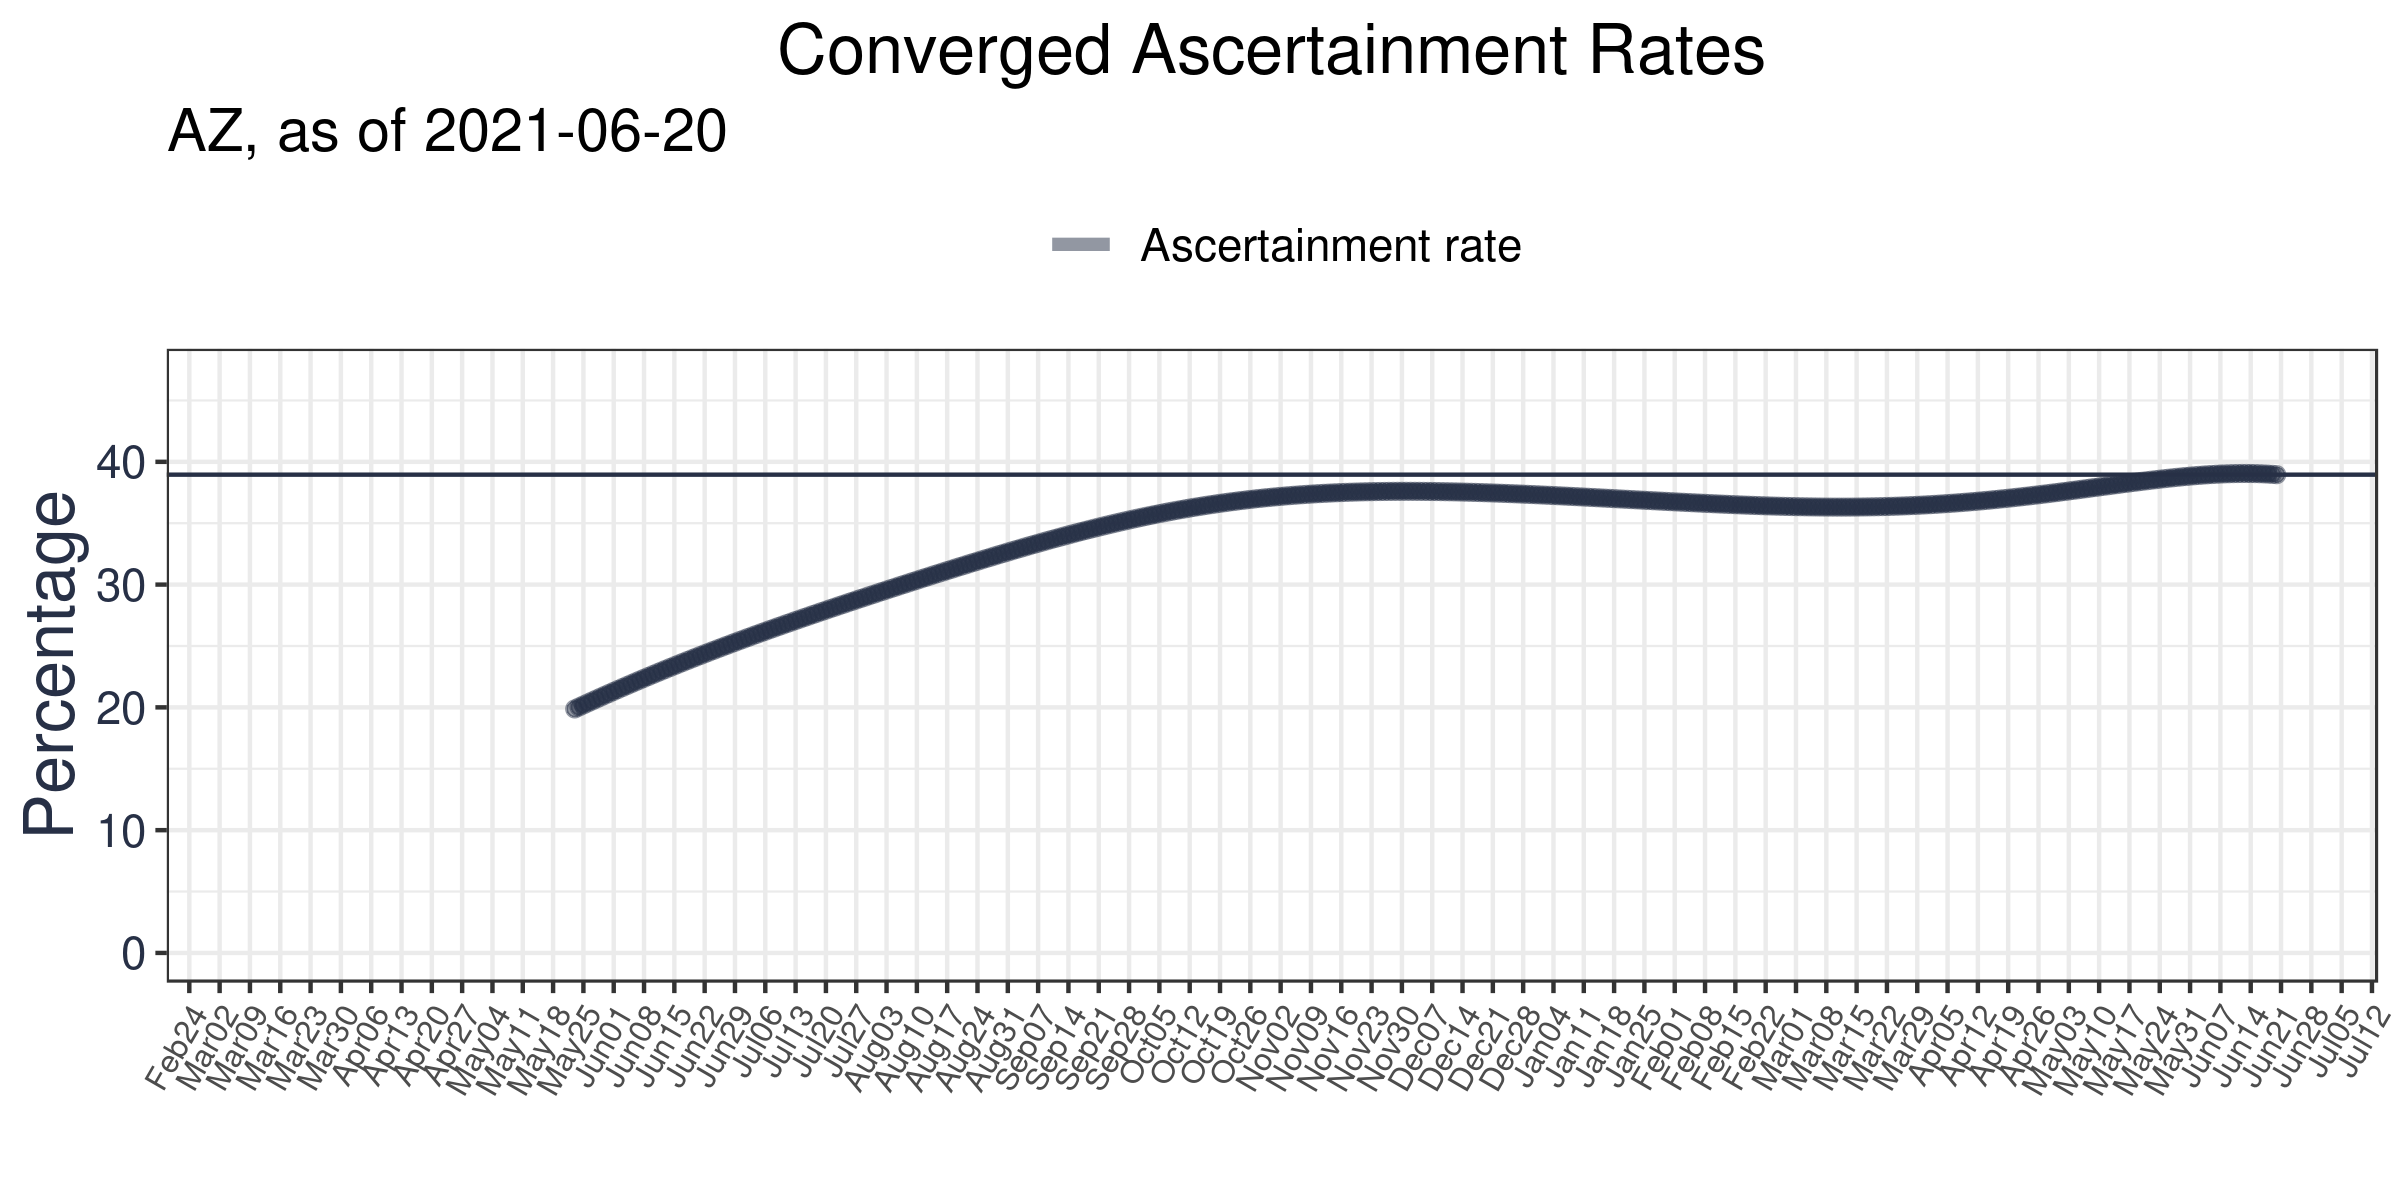 Converged Ascertainment Rates
AZ, as of 2021-06-20
Ascertainment rate
Percentage
40
30
20
10
0
Feb24
Mar02
Mar09
Mar16
Mar23
Mar30
Apr06
Apr13
Apr20
Apr27
May04
May11
May18
May25
Jun01
Jun08
Jun15
Jun22
Jun29
Jul06
Jul13
Jul20
Jul27
Aug03
Aug10
Aug17
Aug24
Aug31
Sep07
Sep14
Sep21
Sep28
Oct05
Oct12
Oct19
Oct26
Nov02
Nov09
Nov16
Nov23
Nov30
Dec07
Dec14
Dec21
Dec28
Jan04
Jan11
Jan18
Jan25
Feb01
Feb08
Feb15
Feb22
Mar01
Mar08
Mar15
Mar22
Mar29
Apr05
Apr12
Apr19
Apr26
May03
May10
May17
May24
May31
Jun07
Jun14
Jun21
Jun28
Jul05
Jul12